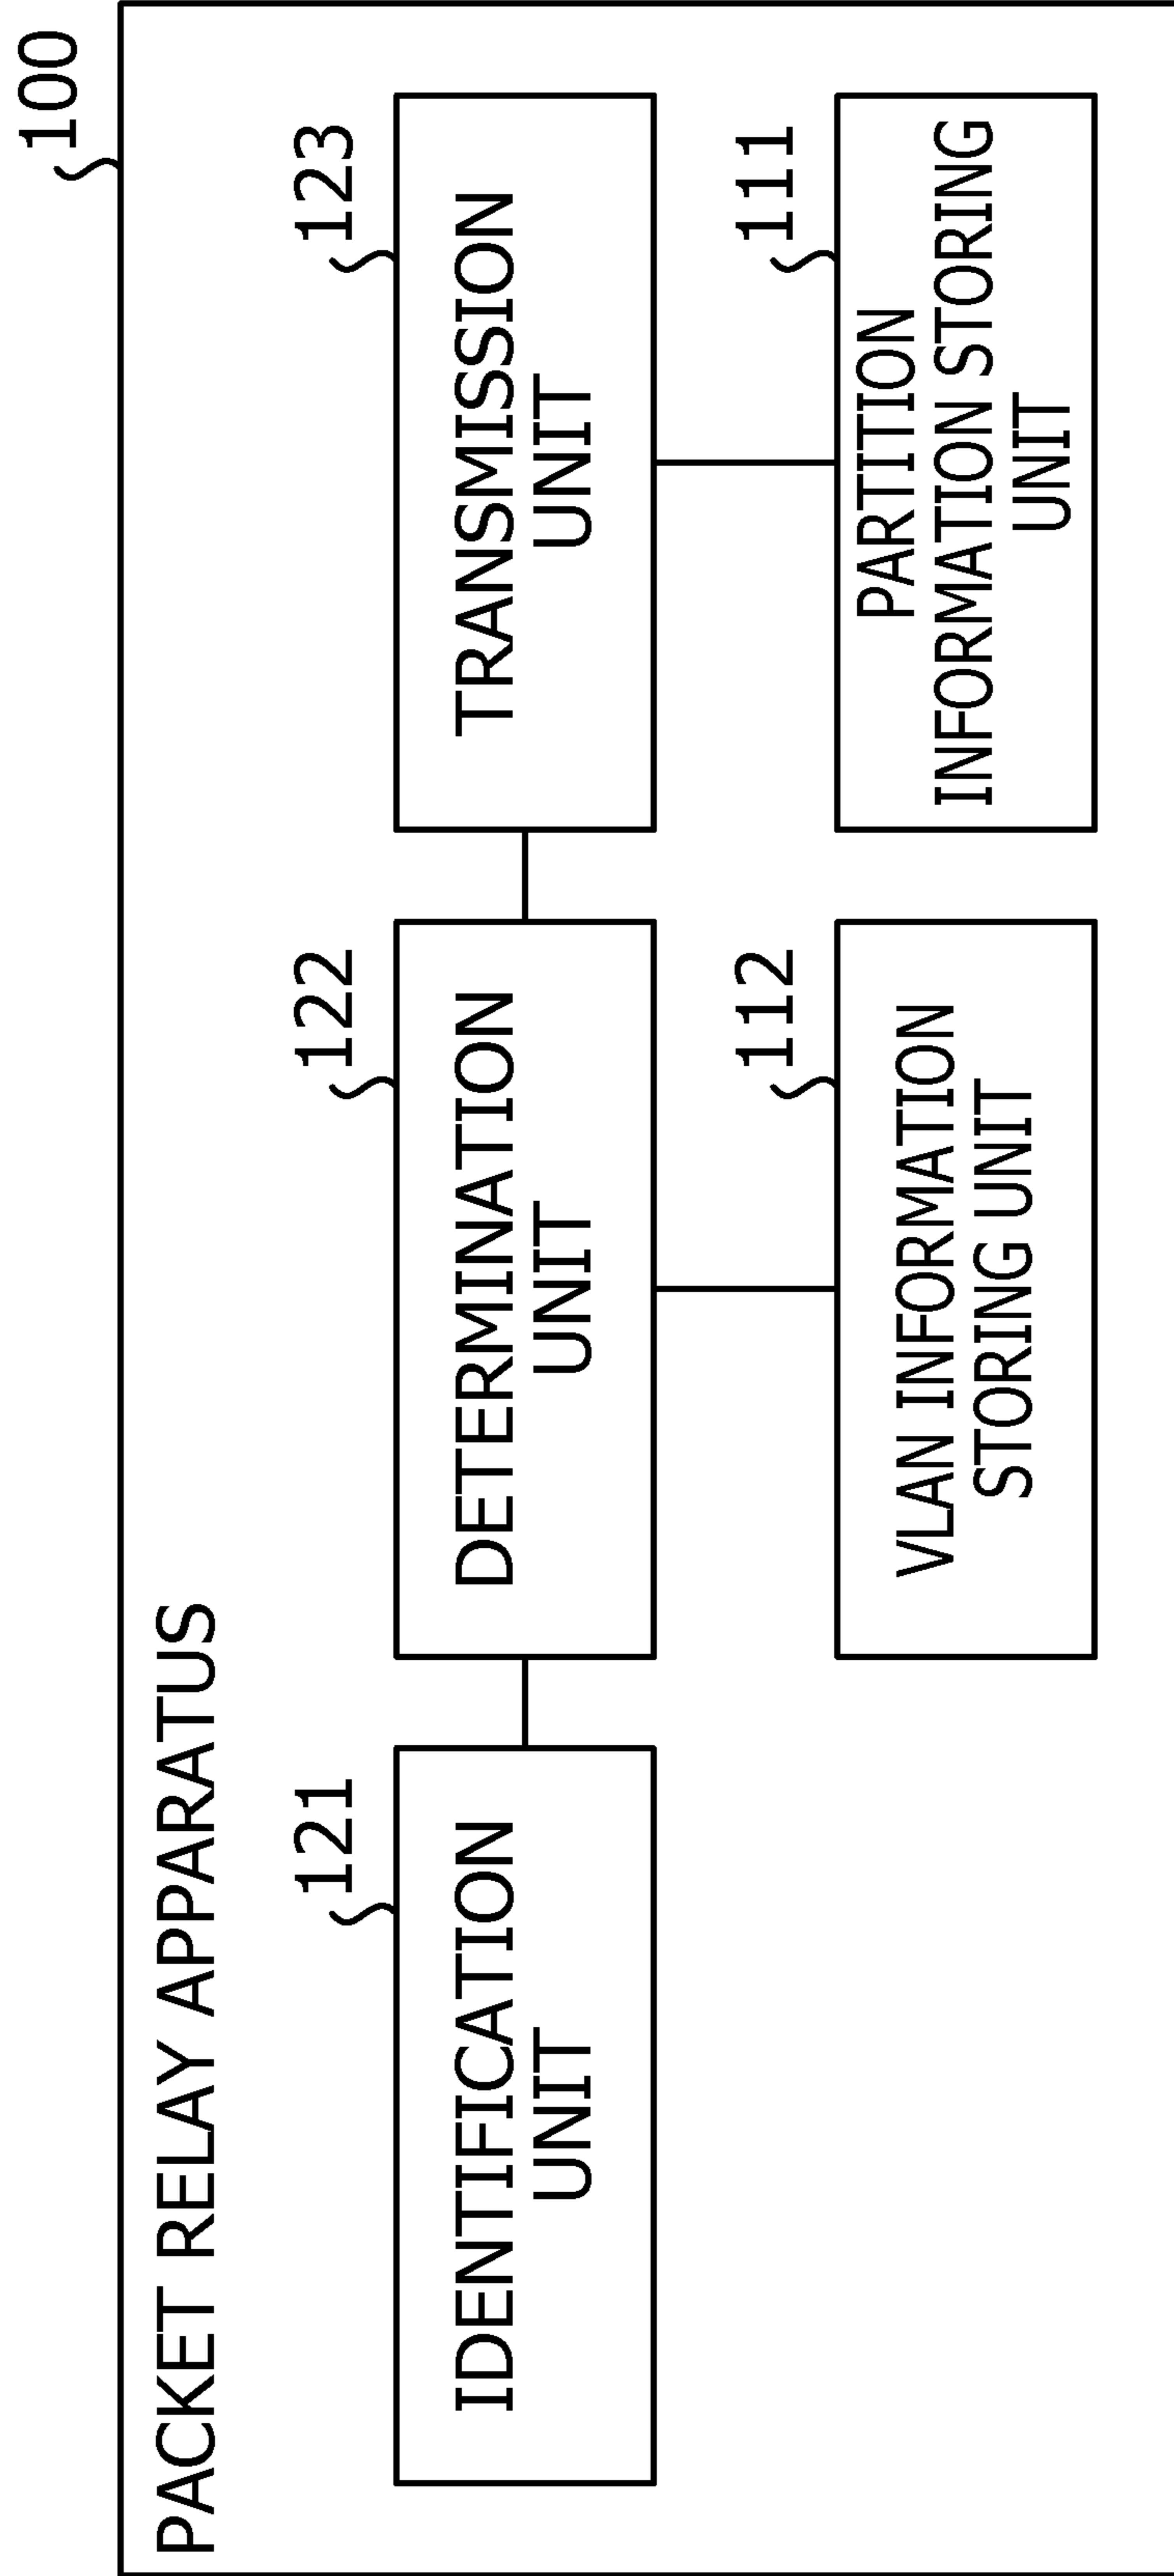 100
PACKET RELAY APPARATUS
121
IDENTIFICATION
UNIT
122
DETERMINATION
UNIT
123
TRANSMISSION
UNIT
112
VLAN INFORMATION
STORING UNIT
111
PARTITION
INFORMATION STORING
UNIT